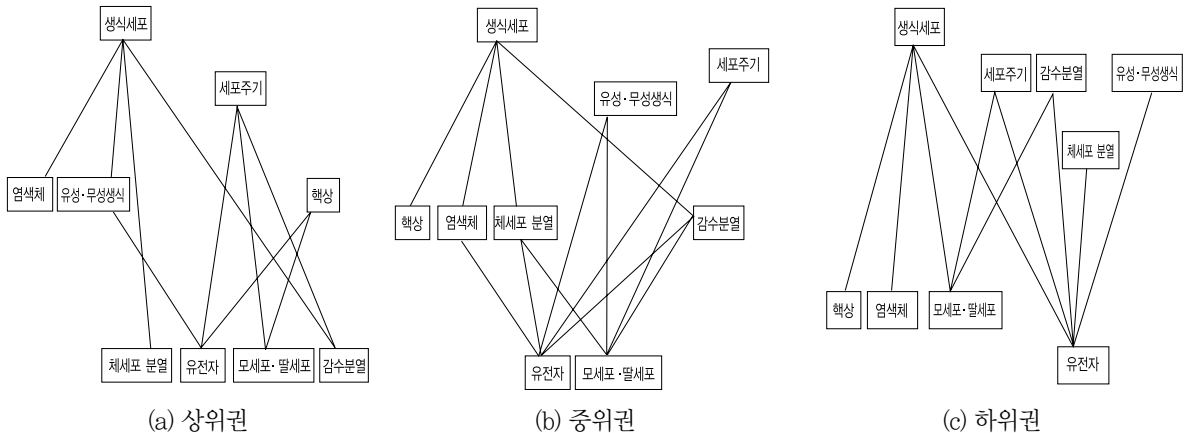 생식세포
세포주기
염색체
유성·무성생식
핵상
체세포 분열
유전자
모세포·딸세포
감수분열
(a) 상위권
생식세포
세포주기
유성·무성생식
핵상
염색체
체세포 분열
감수분열
유전자
모세포·딸세포
(b) 중위권
생식세포
세포주기
감수분열
유성·무성생식
체세포 분열
핵상
염색체
모세포·딸세포
유전자
(c) 하위권